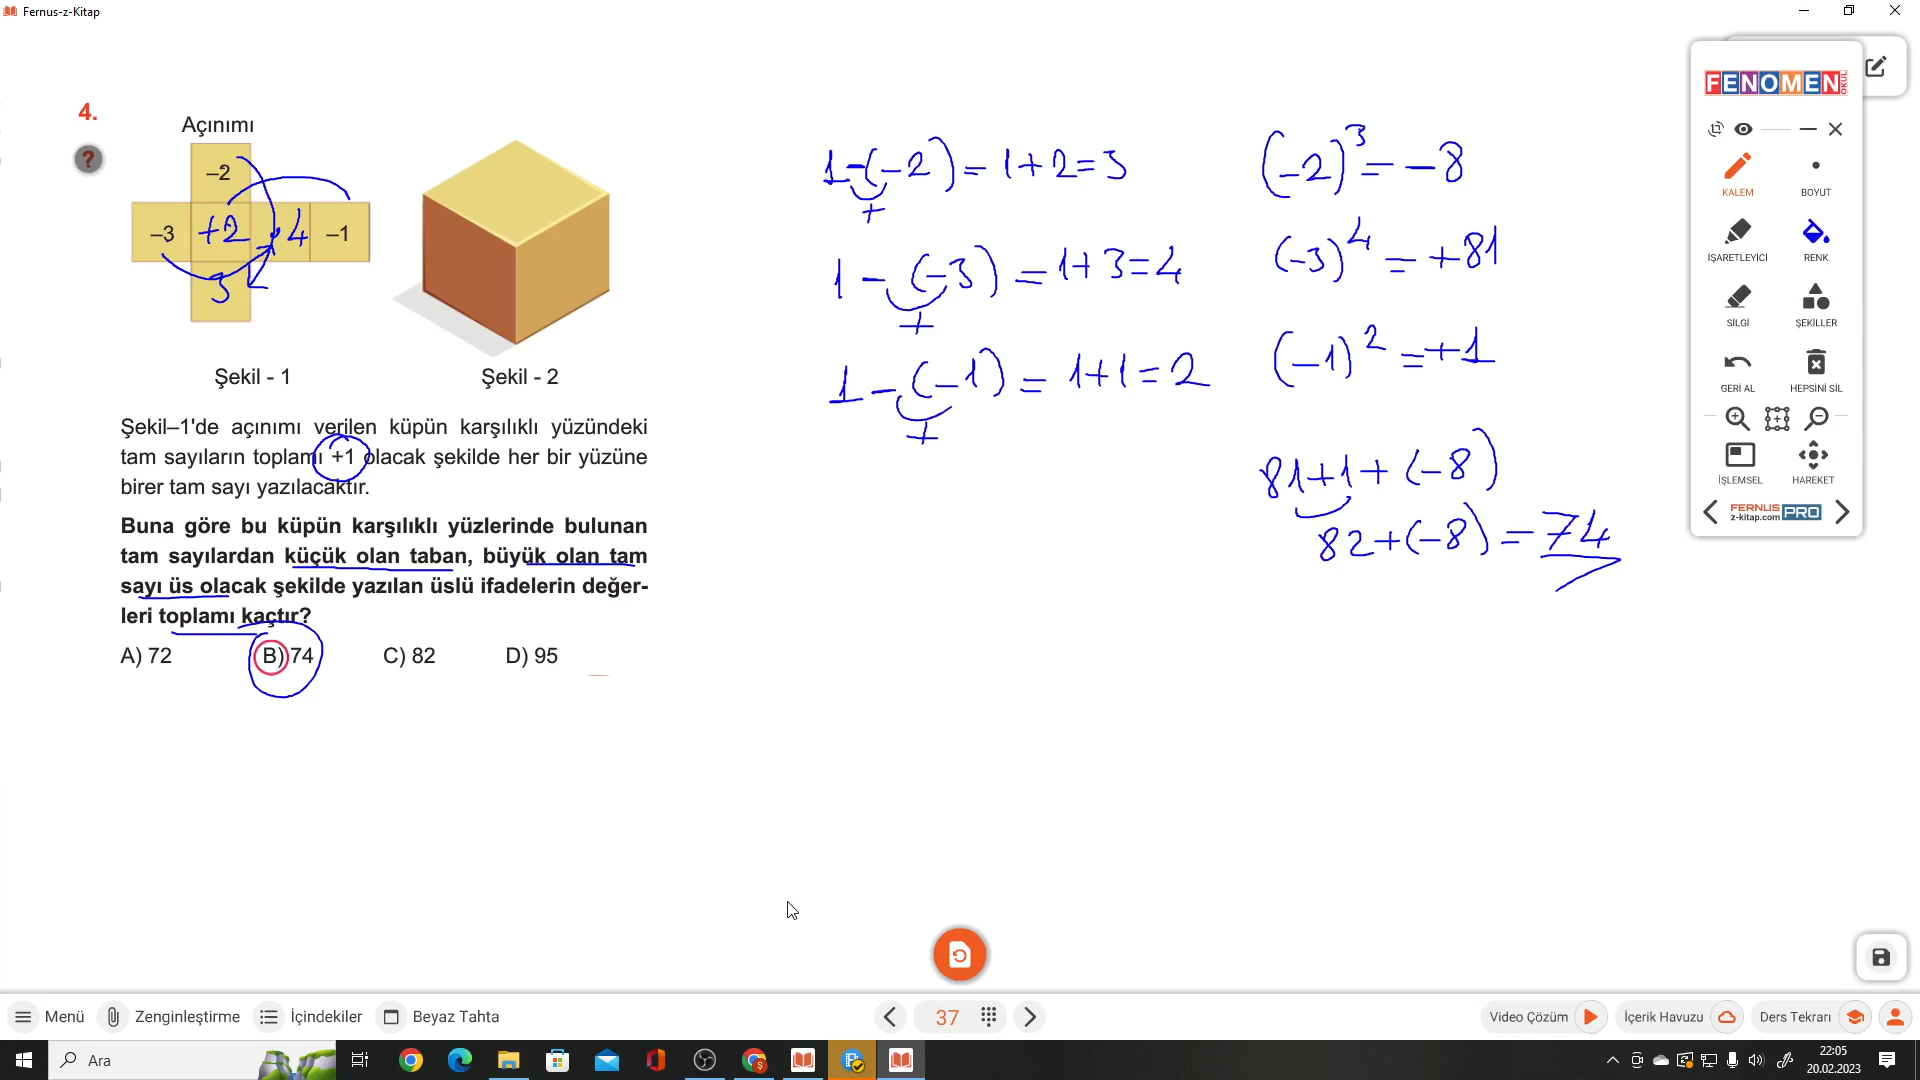 Fernus-z-Kitap
4.
Açınımı
–2
–3 +2 4 –1
3
Şekil - 1
Şekil - 2
Şekil–1'de açınımı verilen küpün karşılıklı yüzündeki
tam sayıların toplamı +1 olacak şekilde her bir yüzüne
birer tam sayı yazılacaktır.
Buna göre bu küpün karşılıklı yüzlerinde bulunan
tam sayılardan küçük olan taban, büyük olan tam
sayı üs olacak şekilde yazılan üslü ifadelerin değer-
leri toplamı kaçtır?
A) 72 B) 74 C) 82 D) 95
1-(-2)=1+2=3
+
1-(-3)=1+3=4
+
1-(-1)=1+1=2
+
(-2)³=-8
(-3)⁴=+81
(-1)²=+1
81+1+(-8)
82+(-8)=74
FENOMEN OKUL
KALEM BOYUT
İŞARETLEYİCİ RENK
SİLGİ ŞEKİLLER
GERİ AL HEPSİNİ SİL
İŞLEMSEL HAREKET
FERNUS z-kitap.com PRO
Menü Zenginleştirme İçindekiler Beyaz Tahta 37 Video Çözüm İçerik Havuzu Ders Tekrarı
Ara
22:05
20.02.2023